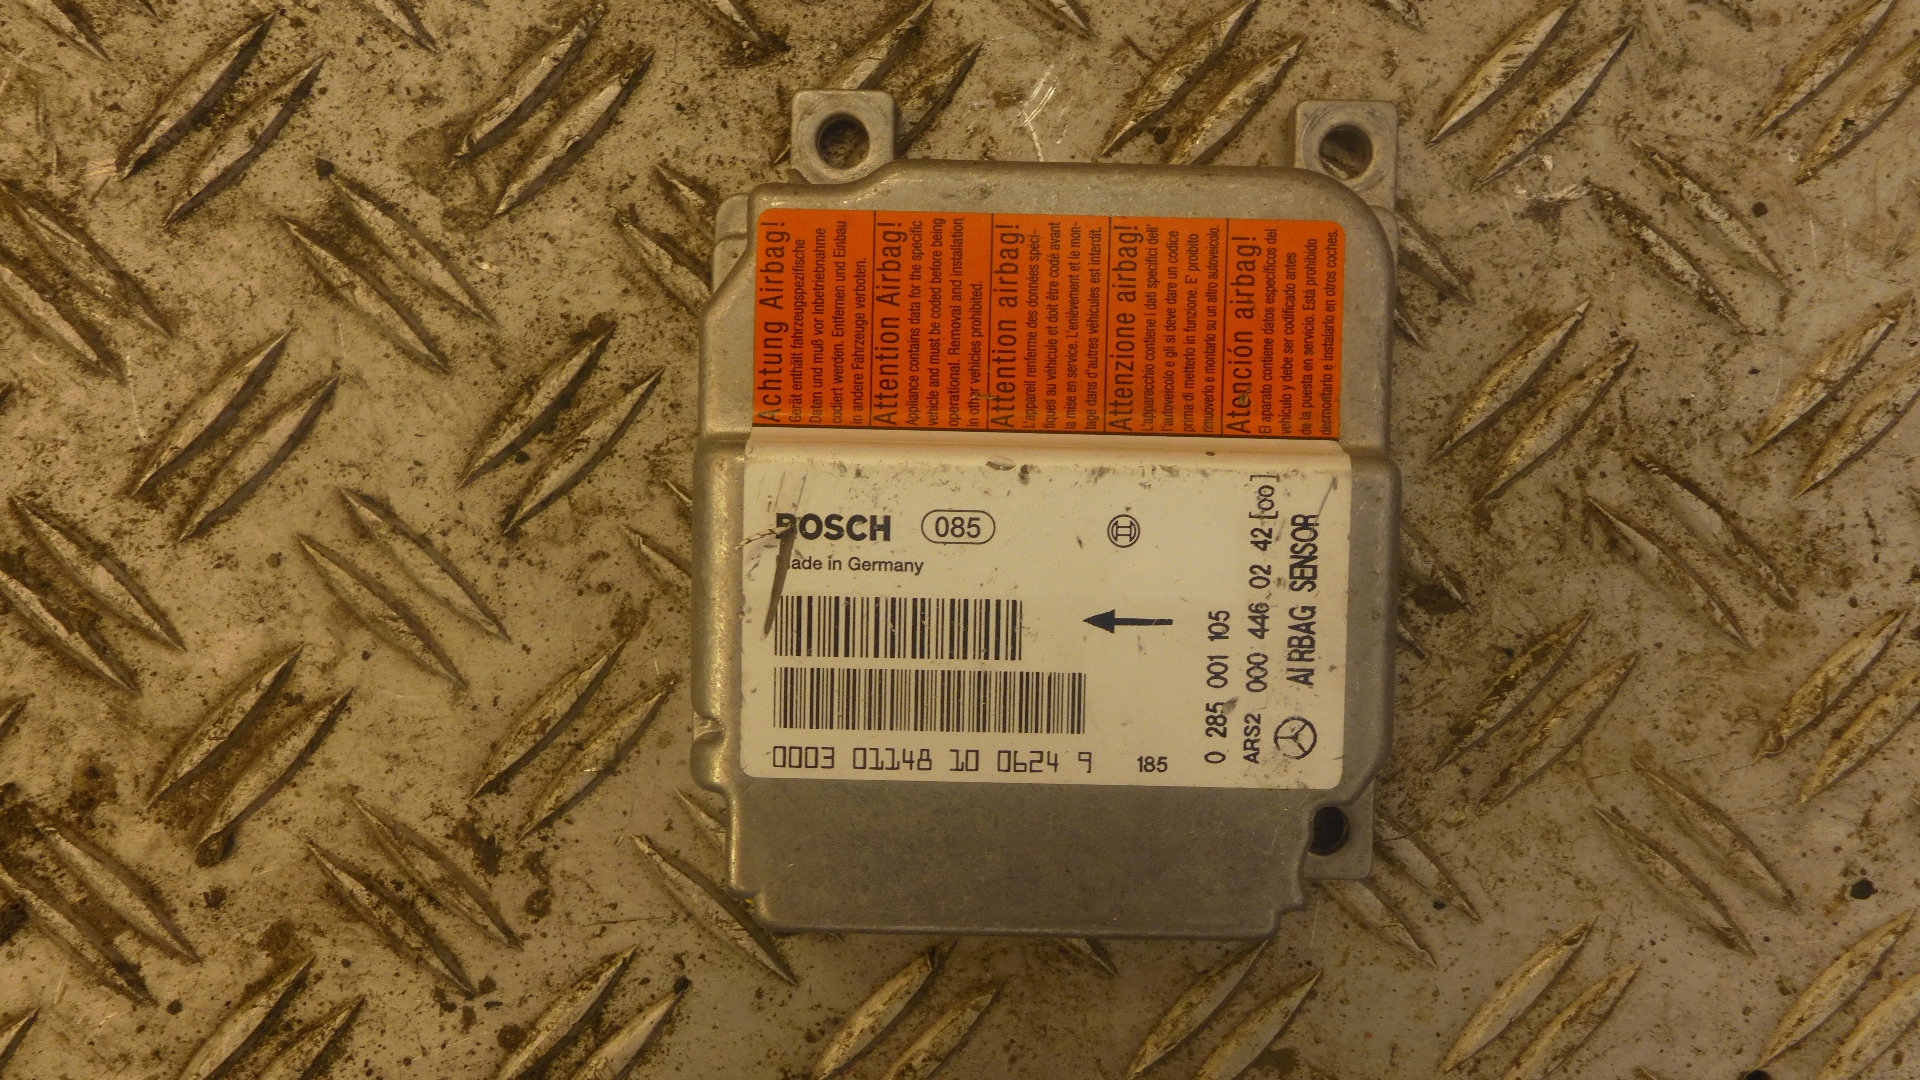 Achtung Airbag!
Gerät enthält fahrzeugspezifische
Daten und muß vor Inbetriebnahme
codiert werden. Entfernen und Einbau
in andere Fahrzeuge verboten.
Attention Airbag!
Appliance contains data for the specific
vehicle and must be coded before being
operational. Removal and installation
in other vehicles prohibited.
Attention airbag!
L'appareil renferme des données spéci-
fiques au véhicule et doit être codé avant
la mise en service. L'enlèvement et le mon-
tage dans d'autres véhicules est interdit.
Attenzione airbag!
L'apparecchio contiene i dati specifici dell'
l'autoveicolo e gli si deve dare un codice
prima di metterlo in funzione. E' proibito
rimuoverlo e montarlo su un altro autoveicolo.
Atención airbag!
El aparato contiene datos específicos del
vehículo y debe ser codificado antes
de la puesta en servicio. Está prohibido
desmontarlo e instalarlo en otros coches.
BOSCH 085
Made in Germany
0003 01148 10 0624 9
185
0 285 001 105
ARS2 000 446 02 42 [00]
AIRBAG SENSOR